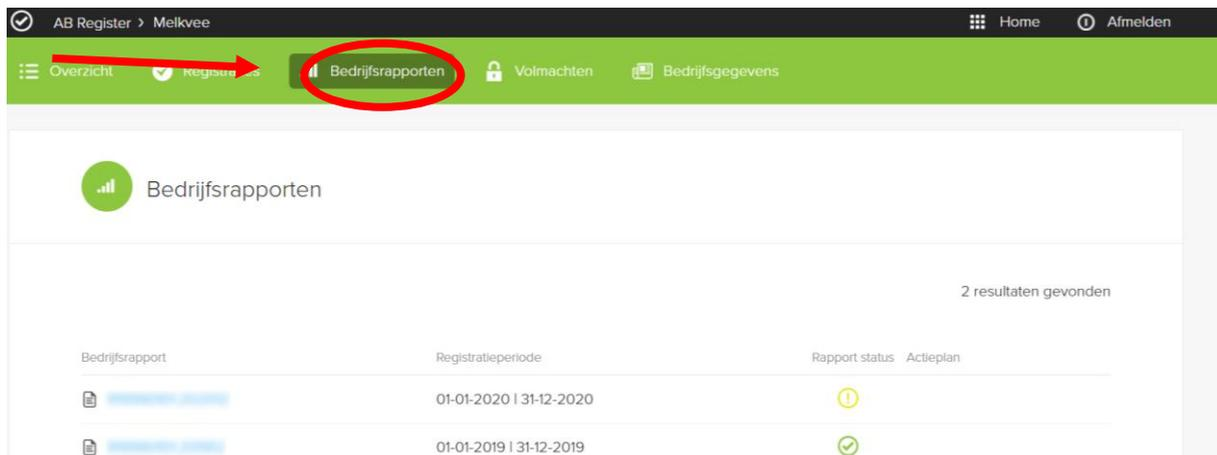 AB Register > Melkvee Home Afmelden
Overzicht Registraties Bedrijfsrapporten Volmachten Bedrijfsgegevens
Bedrijfsrapporten
2 resultaten gevonden
Bedrijfsrapport Registratieperiode Rapport status Actieplan
01-01-2020 | 31-12-2020
01-01-2019 | 31-12-2019